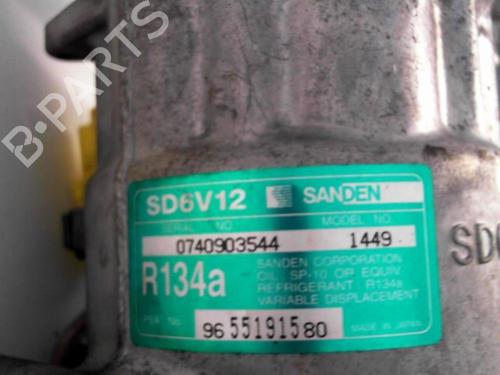 B-PARTS
SD6V12 SANDEN
SERIAL NO. MODEL NO.
0740903544 1449
R134a
SANDEN CORPORATION
OIL SP-10 OR EQUIV.
REFRIGERANT R134a
VARIABLE DISPLACEMENT
PSA No. 96 551915 80
MADE IN JAPAN
SD6